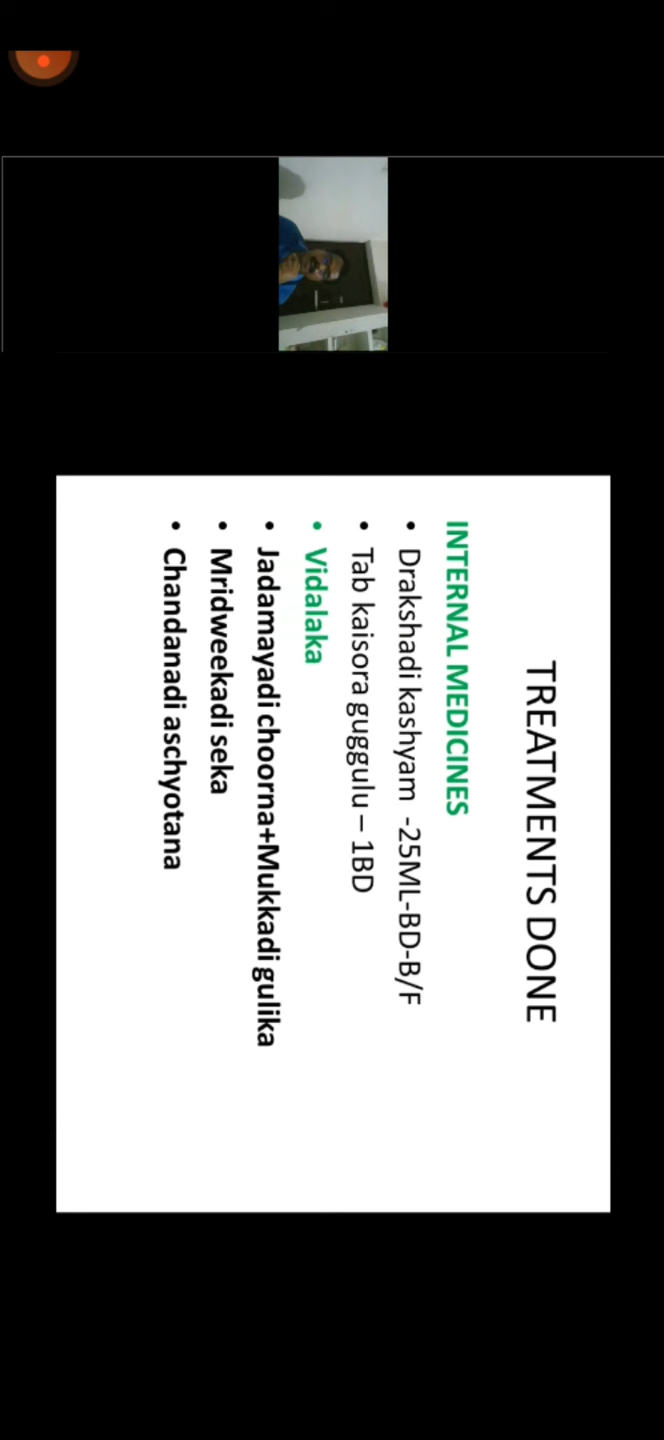 TREATMENTS DONE
INTERNAL MEDICINES
• Drakshadi kashyam -25ML-BD-B/F
• Tab kaisora guggulu – 1BD
• Vidalaka
• Jadamayadi choorna+Mukkadi gulika
• Mridweekadi seka
• Chandanadi aschyotana